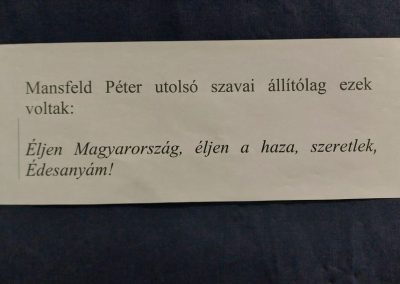 Mansfeld Péter utolsó szavai állítólag ezek
voltak:
Éljen Magyarország, éljen a haza, szeretlek,
Édesanyám!